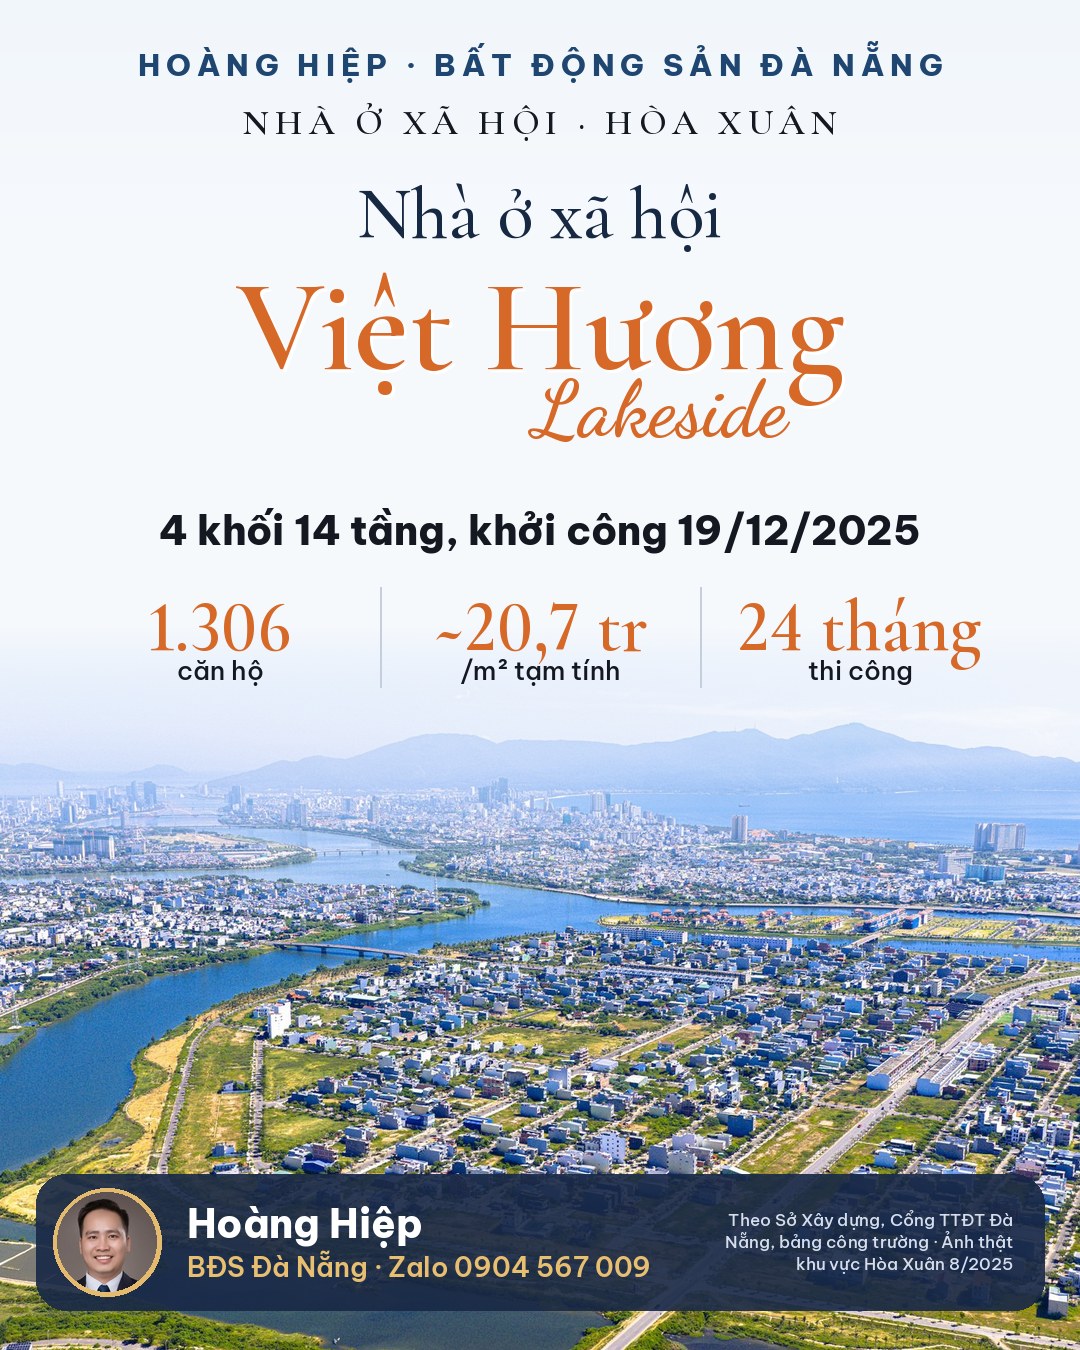 HOÀNG HIỆP · BẤT ĐỘNG SẢN ĐÀ NẴNG
NHÀ Ở XÃ HỘI · HÒA XUÂN
Nhà ở xã hội
Việt Hương
Lakeside
4 khối 14 tầng, khởi công 19/12/2025
1.306
căn hộ
~20,7 tr
/m² tạm tính
24 tháng
thi công
Hoàng Hiệp
BĐS Đà Nẵng · Zalo 0904 567 009
Theo Sở Xây dựng, Cổng TTĐT Đà
Nẵng, bảng công trường · Ảnh thật
khu vực Hòa Xuân 8/2025